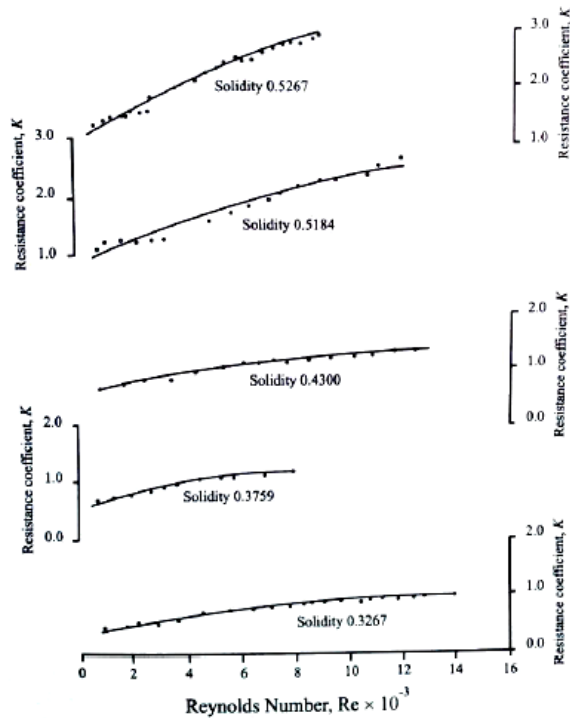 3.0
2.0
1.0
Resistance coefficient, K
Solidity 0.5267
3.0
2.0
1.0
Resistance coefficient, K
Solidity 0.5184
2.0
1.0
0.0
Resistance coefficient, K
Solidity 0.4300
2.0
1.0
0.0
Resistance coefficient, K
Solidity 0.3759
2.0
1.0
0.0
Resistance coefficient, K
Solidity 0.3267
0 2 4 6 8 10 12 14 16
Reynolds Number, Re × 10⁻³